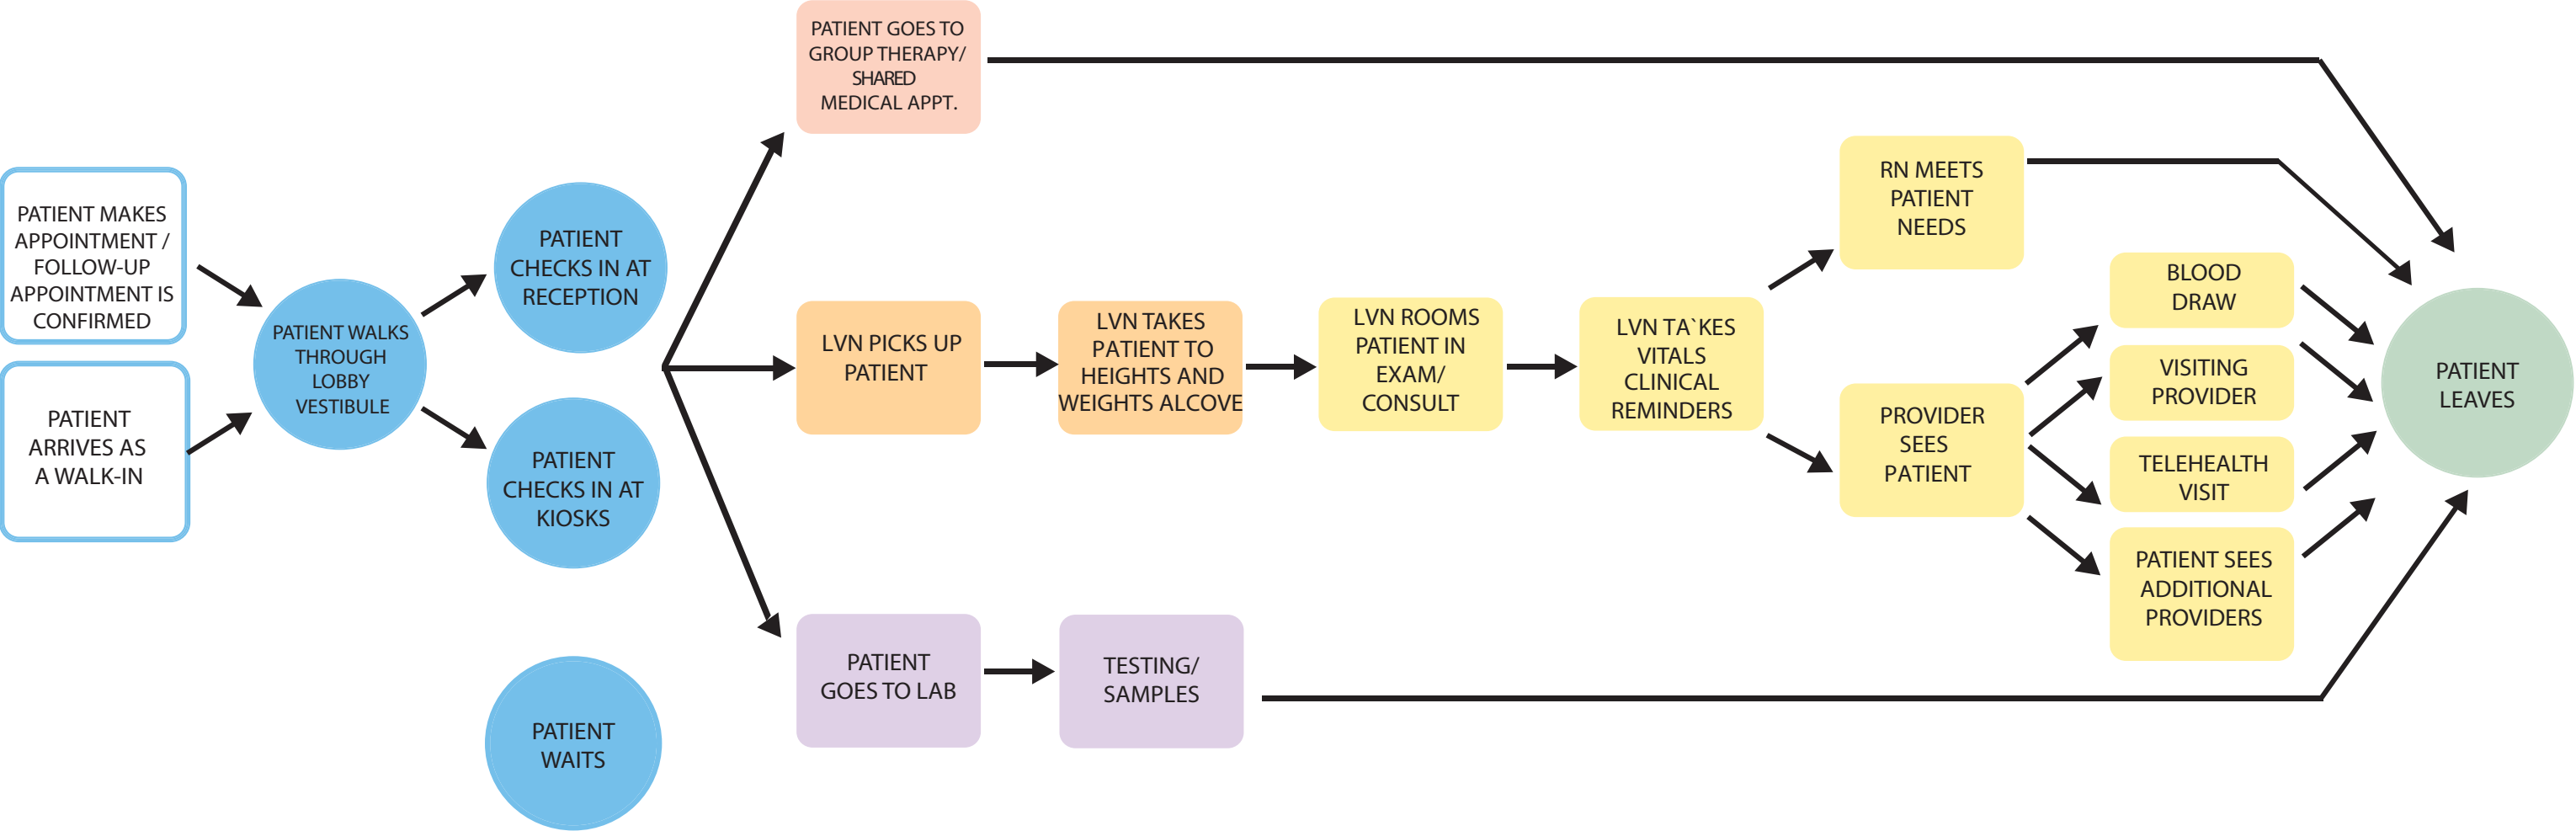 PATIENT MAKES
APPOINTMENT /
FOLLOW-UP
APPOINTMENT IS
CONFIRMED
PATIENT
ARRIVES AS
A WALK-IN
PATIENT WALKS
THROUGH
LOBBY
VESTIBULE
PATIENT
CHECKS IN AT
RECEPTION
PATIENT
CHECKS IN AT
KIOSKS
PATIENT
WAITS
PATIENT GOES TO
GROUP THERAPY/
SHARED
MEDICAL APPT.
LVN PICKS UP
PATIENT
LVN TAKES
PATIENT TO
HEIGHTS AND
WEIGHTS ALCOVE
LVN ROOMS
PATIENT IN
EXAM/
CONSULT
LVN TA`KES
VITALS
CLINICAL
REMINDERS
RN MEETS
PATIENT
NEEDS
PROVIDER
SEES
PATIENT
BLOOD
DRAW
VISITING
PROVIDER
TELEHEALTH
VISIT
PATIENT SEES
ADDITIONAL
PROVIDERS
PATIENT
GOES TO LAB
TESTING/
SAMPLES
PATIENT
LEAVES